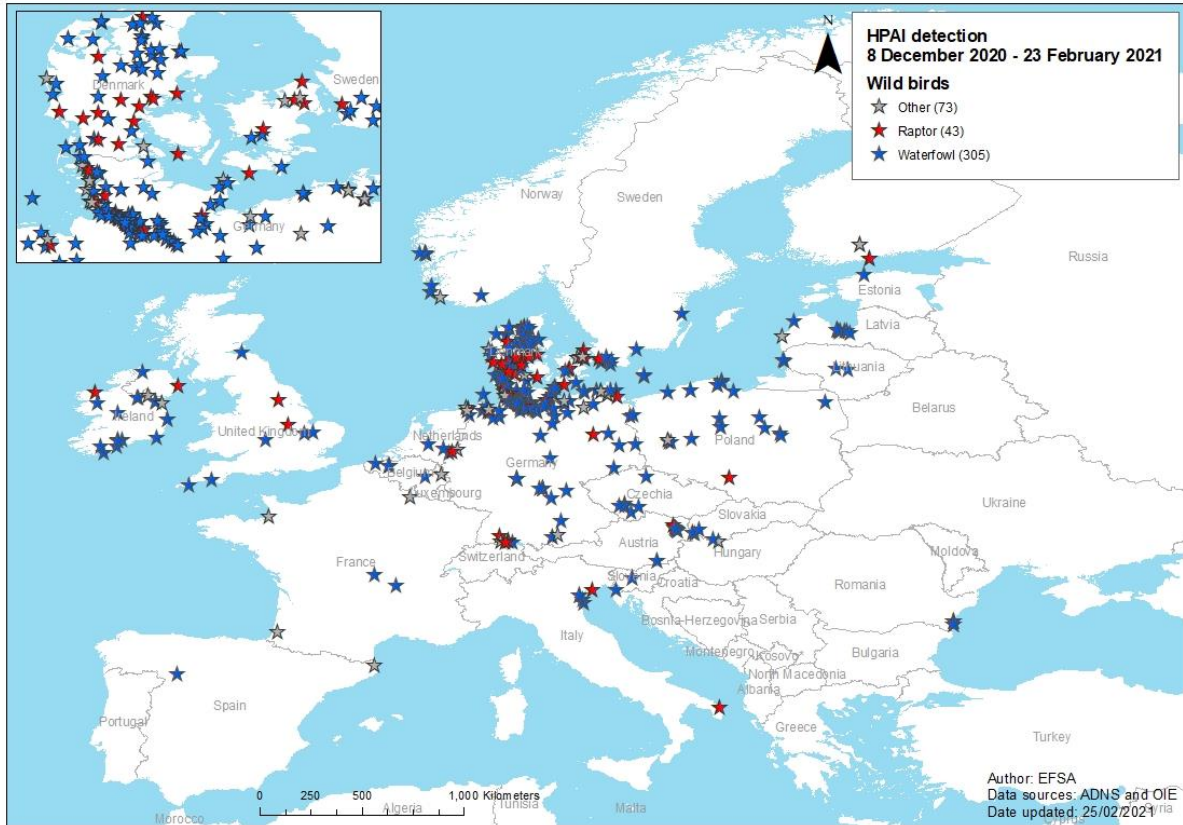 Denmark
Sweden
Germany
N
HPAI detection
8 December 2020 - 23 February 2021
Wild birds
Other (73)
Raptor (43)
Waterfowl (305)
Norway
Sweden
Russia
Estonia
Latvia
Lithuania
Ireland
United Kingdom
Netherlands
Belarus
Poland
Belgium
Germany
Luxembourg
Czechia
Ukraine
Slovakia
Austria
Hungary
Moldova
France
Switzerland
Slovenia
Croatia
Romania
Bosnia-Herzegovina
Serbia
Italy
Montenegro
Kosovo*
Bulgaria
North Macedonia
Albania
Portugal
Spain
Greece
Turkey
0 250 500 1,000 Kilometers
Author: EFSA
Data sources: ADNS and OIE
Date updated: 25/02/2021
Morocco
Algeria
Tunisia
Malta
Cyprus
Syria